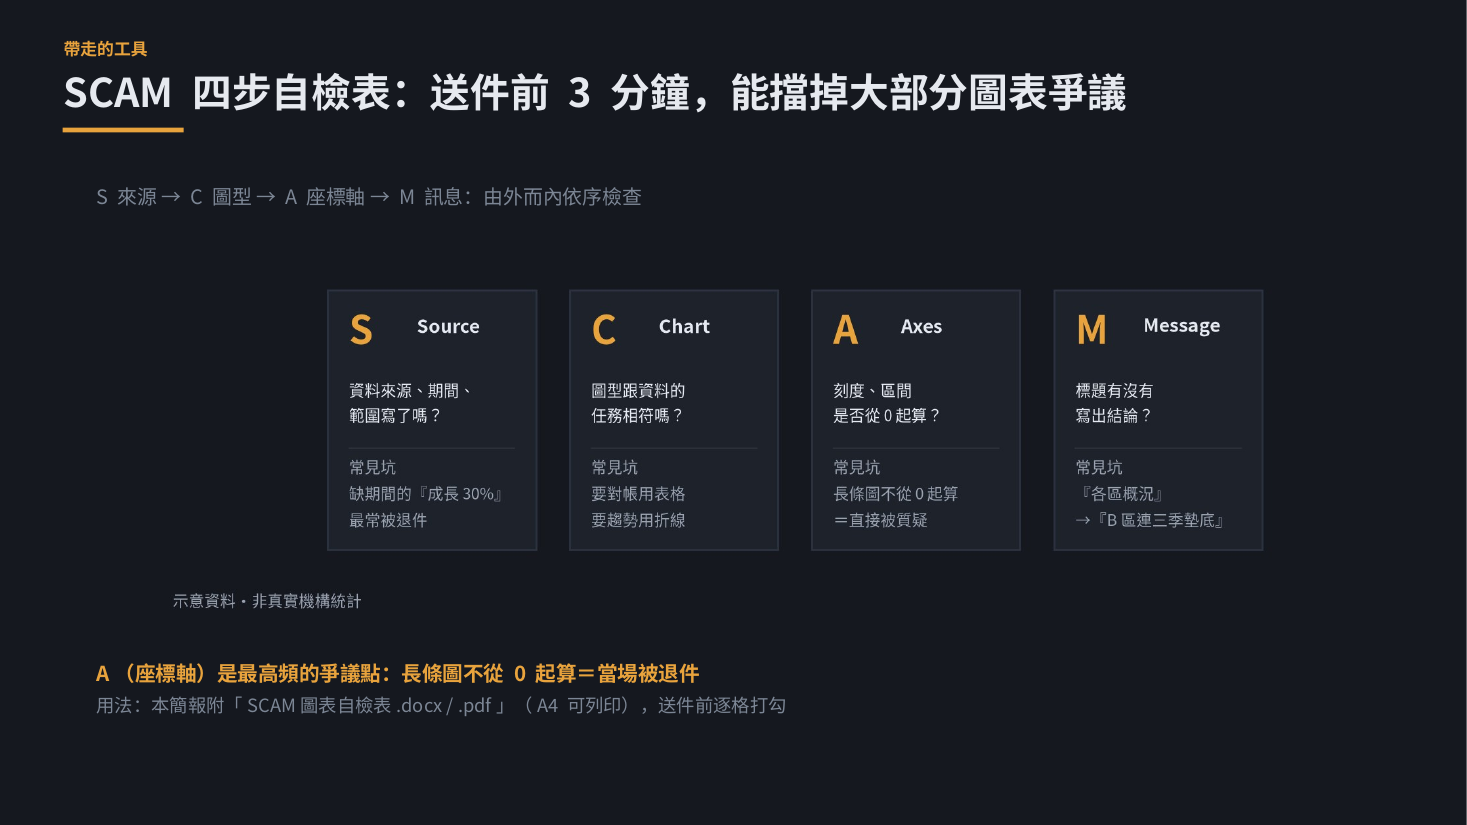 帶走的工具
SCAM 四步自檢表：送件前 3 分鐘，能擋掉大部分圖表爭議
S 來源 → C 圖型 → A 座標軸 → M 訊息：由外而內依序檢查
S Source
資料來源、期間、
範圍寫了嗎？
常見坑
缺期間的『成長 30%』
最常被退件
C Chart
圖型跟資料的
任務相符嗎？
常見坑
要對帳用表格
要趨勢用折線
A Axes
刻度、區間
是否從 0 起算？
常見坑
長條圖不從 0 起算
＝直接被質疑
M Message
標題有沒有
寫出結論？
常見坑
『各區概況』
→『B 區連三季墊底』
示意資料・非真實機構統計
A （座標軸）是最高頻的爭議點：長條圖不從 0 起算＝當場被退件
用法：本簡報附「 SCAM 圖表自檢表 .docx / .pdf 」（ A4 可列印），送件前逐格打勾